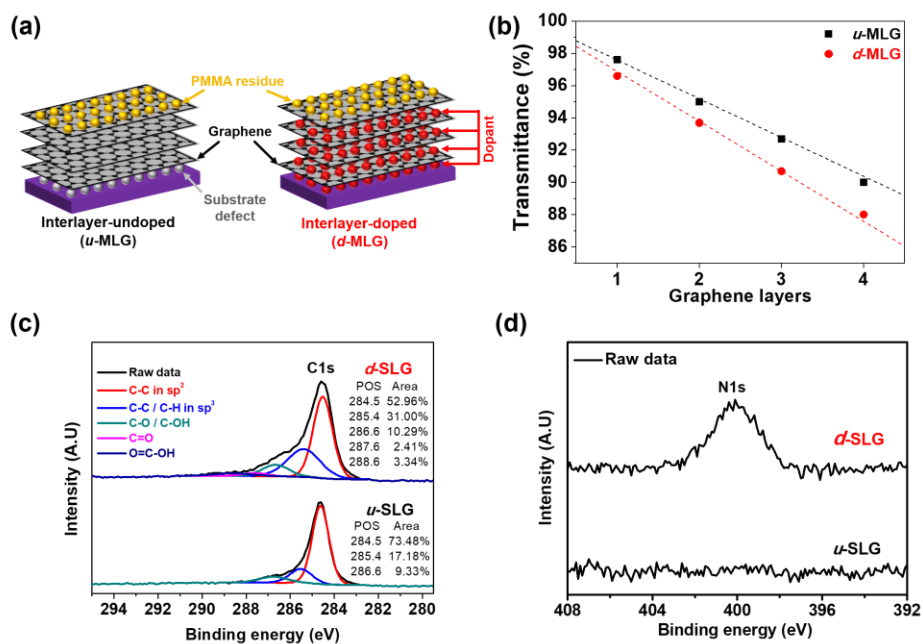 (a)
PMMA residue
Graphene
Dopant
Substrate
defect
Interlayer-undoped
(u-MLG)
Interlayer-doped
(d-MLG)
(b)
Transmittance (%)
100
98
96
94
92
90
88
86
u-MLG
d-MLG
1 2 3 4
Graphene layers
(c)
Intensity (A.U)
Raw data
C-C in sp²
C-C / C-H in sp³
C-O / C-OH
C=O
O=C-OH
C1s
d-SLG
POS Area
284.5 52.96%
285.4 31.00%
286.6 10.29%
287.6 2.41%
288.6 3.34%
u-SLG
POS Area
284.5 73.48%
285.4 17.18%
286.6 9.33%
294 292 290 288 286 284 282 280
Binding energy (eV)
(d)
Intensity (A.U)
Raw data
N1s
d-SLG
u-SLG
408 404 400 396 392
Binding energy (eV)